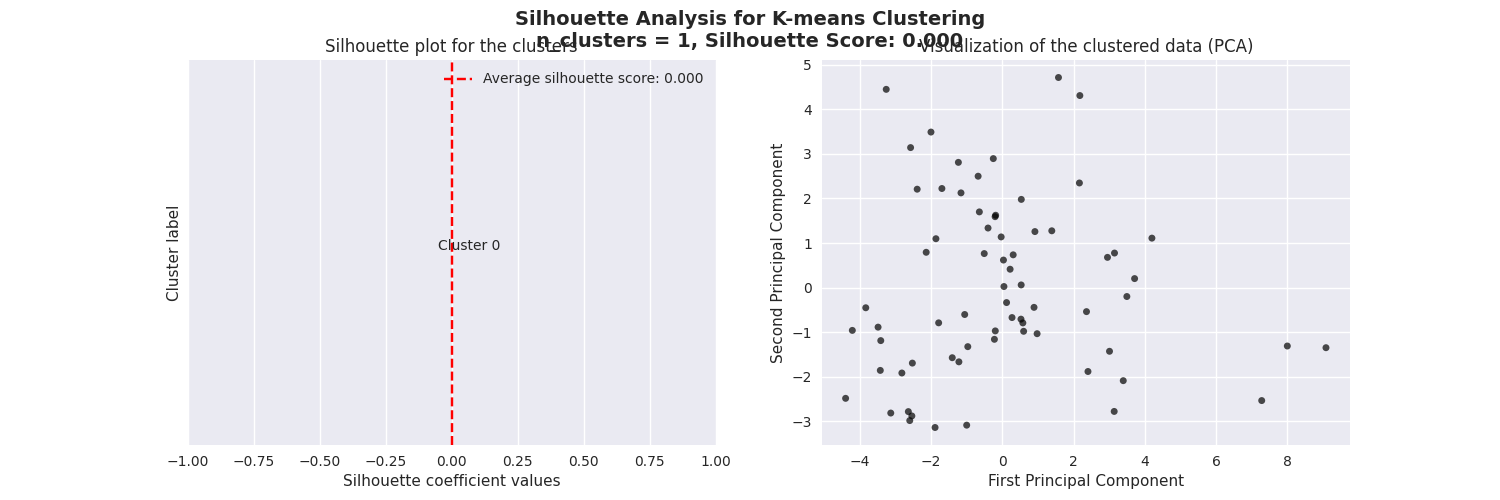 Silhouette Analysis for K-means Clustering
n_clusters = 1, Silhouette Score: 0.000
Silhouette plot for the clusters
Average silhouette score: 0.000
Cluster 0
Cluster label
−1.00 −0.75 −0.50 −0.25 0.00 0.25 0.50 0.75 1.00
Silhouette coefficient values
Visualization of the clustered data (PCA)
Second Principal Component
5
4
3
2
1
0
−1
−2
−3
−4 −2 0 2 4 6 8
First Principal Component